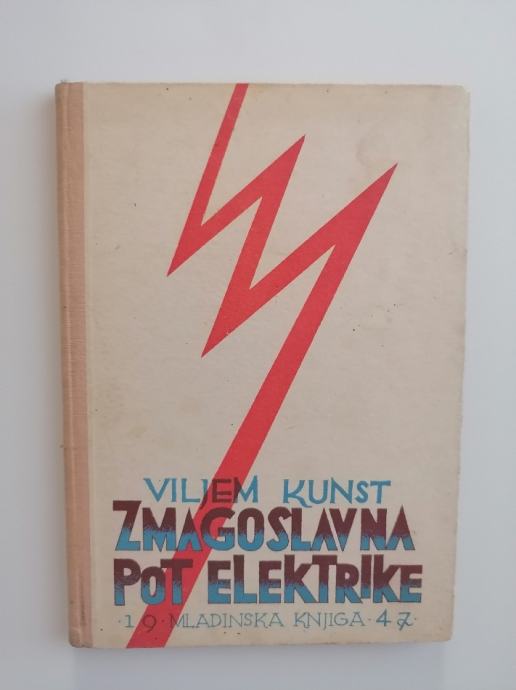 VILJEM KUNST
ZMAGOSLAVNA
POT ELEKTRIKE
·19·MLADINSKA KNJIGA·47·